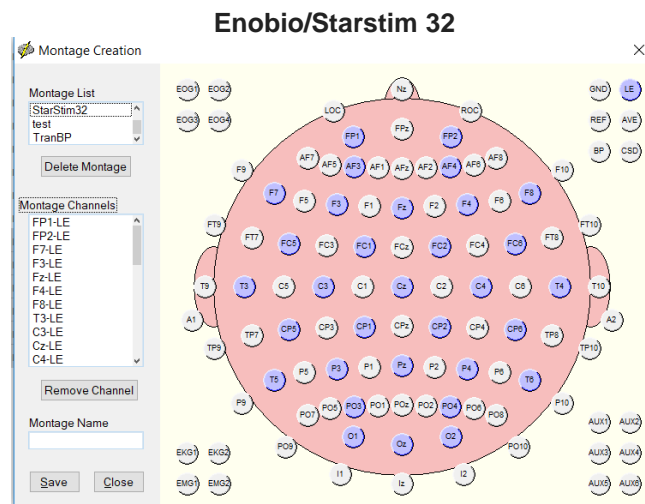 Enobio/Starstim 32
Montage Creation
Montage List
StarStim32
test
TranBP
Delete Montage
Montage Channels
FP1-LE
FP2-LE
F7-LE
F3-LE
Fz-LE
F4-LE
F8-LE
T3-LE
C3-LE
Cz-LE
C4-LE
Remove Channel
Montage Name
Save Close
EOG1 EOG2 Nz GND LE
LOC ROC
EOG3 EOG4 FP1 FPz FP2 REF AVE
BP CSD
F9 AF7 AF5 AF3 AF1 AFz AF2 AF4 AF6 AF8 F10
F7 F5 F3 F1 Fz F2 F4 F6 F8
FT9 FT7 FC5 FC3 FC1 FCz FC2 FC4 FC6 FT8 FT10
T9 T3 C5 C3 C1 Cz C2 C4 C6 T4 T10
A1 A2
TP9 TP7 CP5 CP3 CP1 CPz CP2 CP4 CP6 TP8 TP10
T5 P5 P3 P1 Pz P2 P4 P6 T6
P9 PO7 PO5 PO3 PO1 POz PO2 PO4 PO6 PO8 P10
AUX1 AUX2
EKG1 EKG2 PO9 O1 Oz O2 PO10 AUX3 AUX4
EMG1 EMG2 I1 Iz I2 AUX5 AUX6